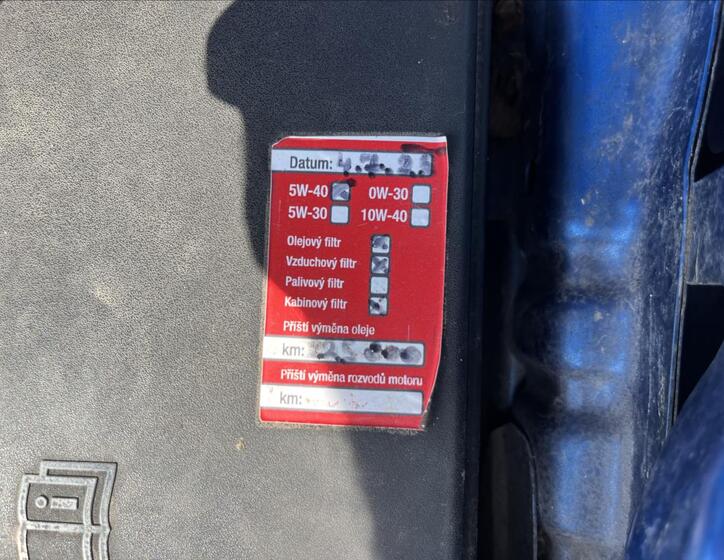 Datum:
5W-40 0W-30
5W-30 10W-40
Olejový filtr
Vzduchový filtr
Palivový filtr
Kabinový filtr
Příští výměna oleje
km:
Příští výměna rozvodů motoru
km: